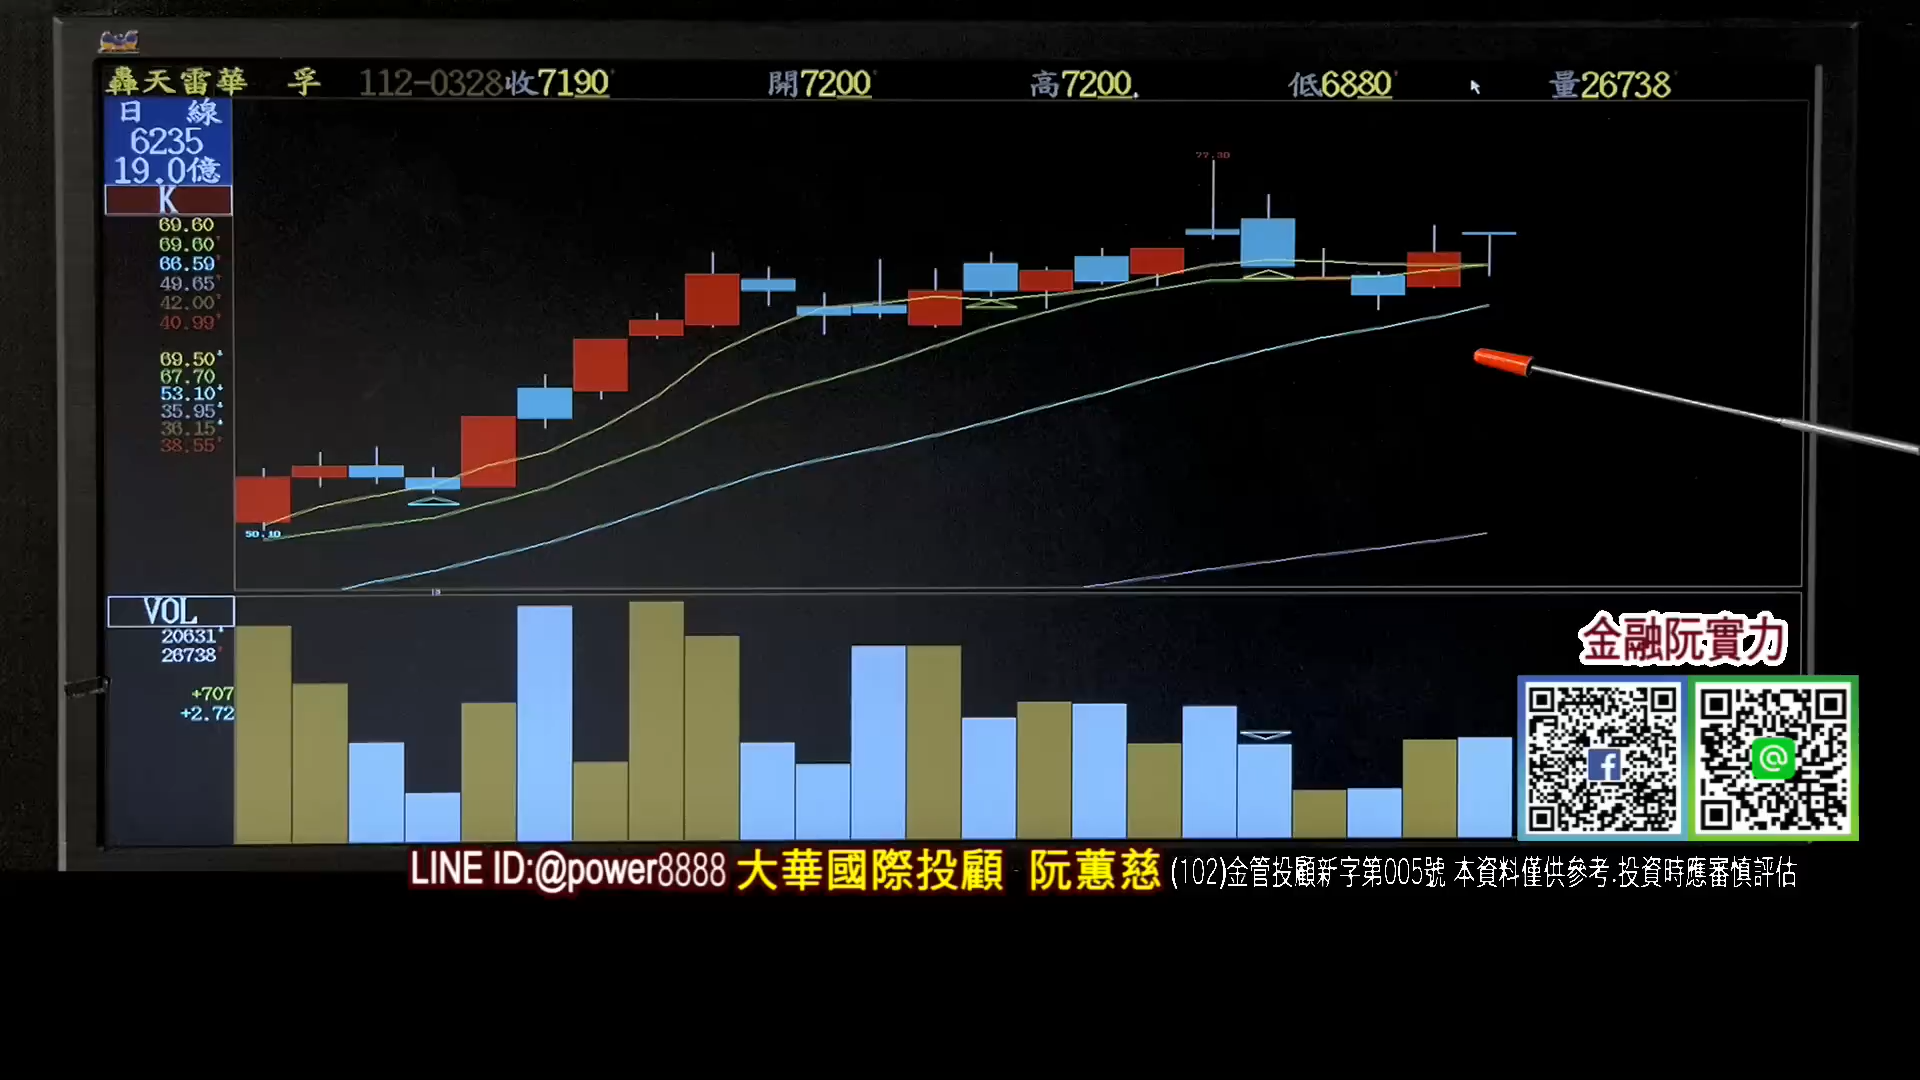 轟天雷華 孚 112-0328收7190 開7200 高7200 低6880 量26738
日 線
6235
19.0億
K
69.60
69.60
66.59
49.65
42.00
40.99
69.50
67.70
53.10
35.95
36.15
38.55
77.30
50.10
VOL
20631
26738
+707
+2.72
金融阮實力
LINE ID:@power8888 大華國際投顧 阮蕙慈 (102)金管投顧新字第005號 本資料僅供參考.投資時應審慎評估